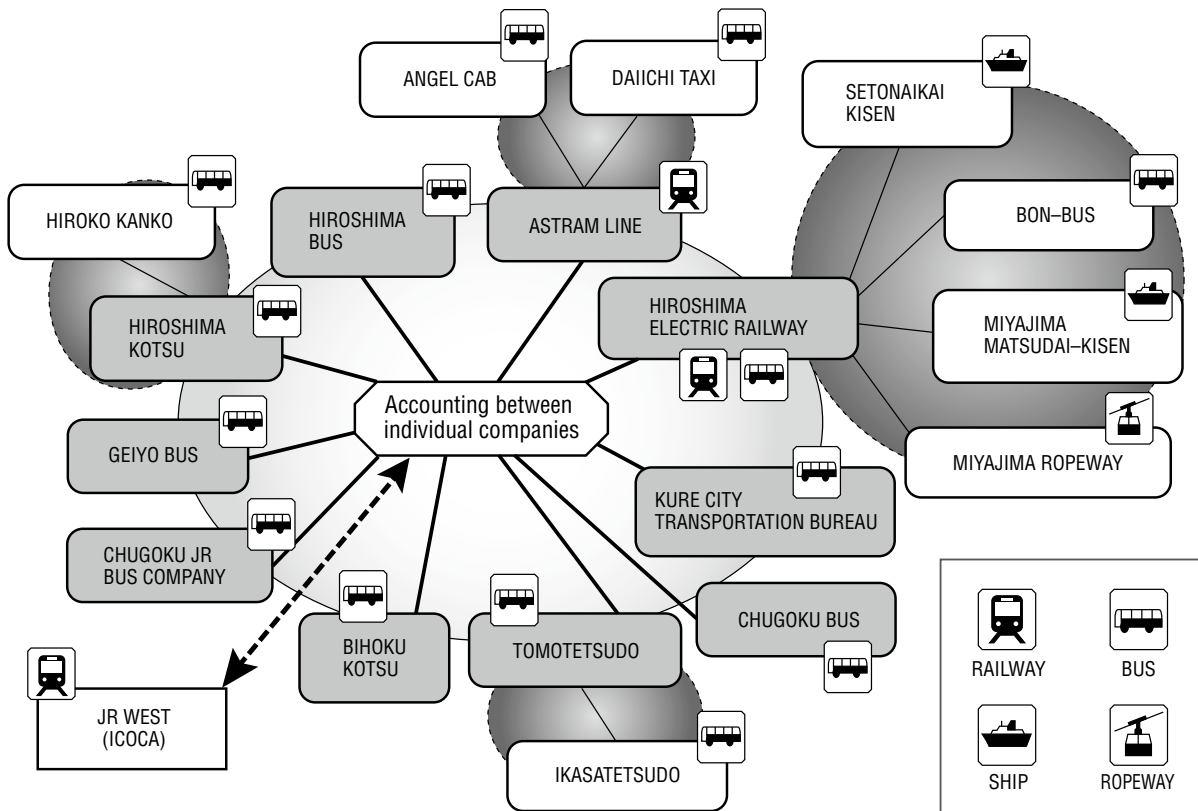 ANGEL CAB
DAIICHI TAXI
SETONAIKAI
KISEN
HIROKO KANKO
HIROSHIMA
BUS
ASTRAM LINE
BON–BUS
HIROSHIMA
KOTSU
HIROSHIMA
ELECTRIC RAILWAY
MIYAJIMA
MATSUDAI–KISEN
Accounting between
individual companies
GEIYO BUS
MIYAJIMA ROPEWAY
KURE CITY
TRANSPORTATION BUREAU
CHUGOKU JR
BUS COMPANY
CHUGOKU BUS
BIHOKU
KOTSU
TOMOTETSUDO
JR WEST
(ICOCA)
IKASATETSUDO
RAILWAY
BUS
SHIP
ROPEWAY